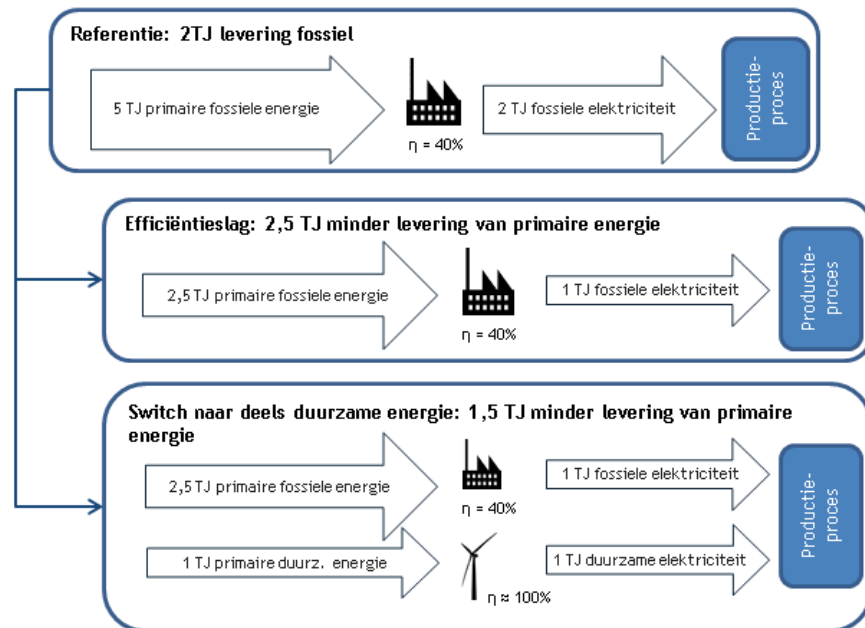 Referentie: 2TJ levering fossiel
5 TJ primaire fossiele energie
η = 40%
2 TJ fossiele elektriciteit
Productie-
proces
Efficiëntieslag: 2,5 TJ minder levering van primaire energie
2,5 TJ primaire fossiele energie
η = 40%
1 TJ fossiele elektriciteit
Productie-
proces
Switch naar deels duurzame energie: 1,5 TJ minder levering van primaire
energie
2,5 TJ primaire fossiele energie
η = 40%
1 TJ fossiele elektriciteit
1 TJ primaire duurz. energie
η ≈ 100%
1 TJ duurzame elektriciteit
Productie-
proces